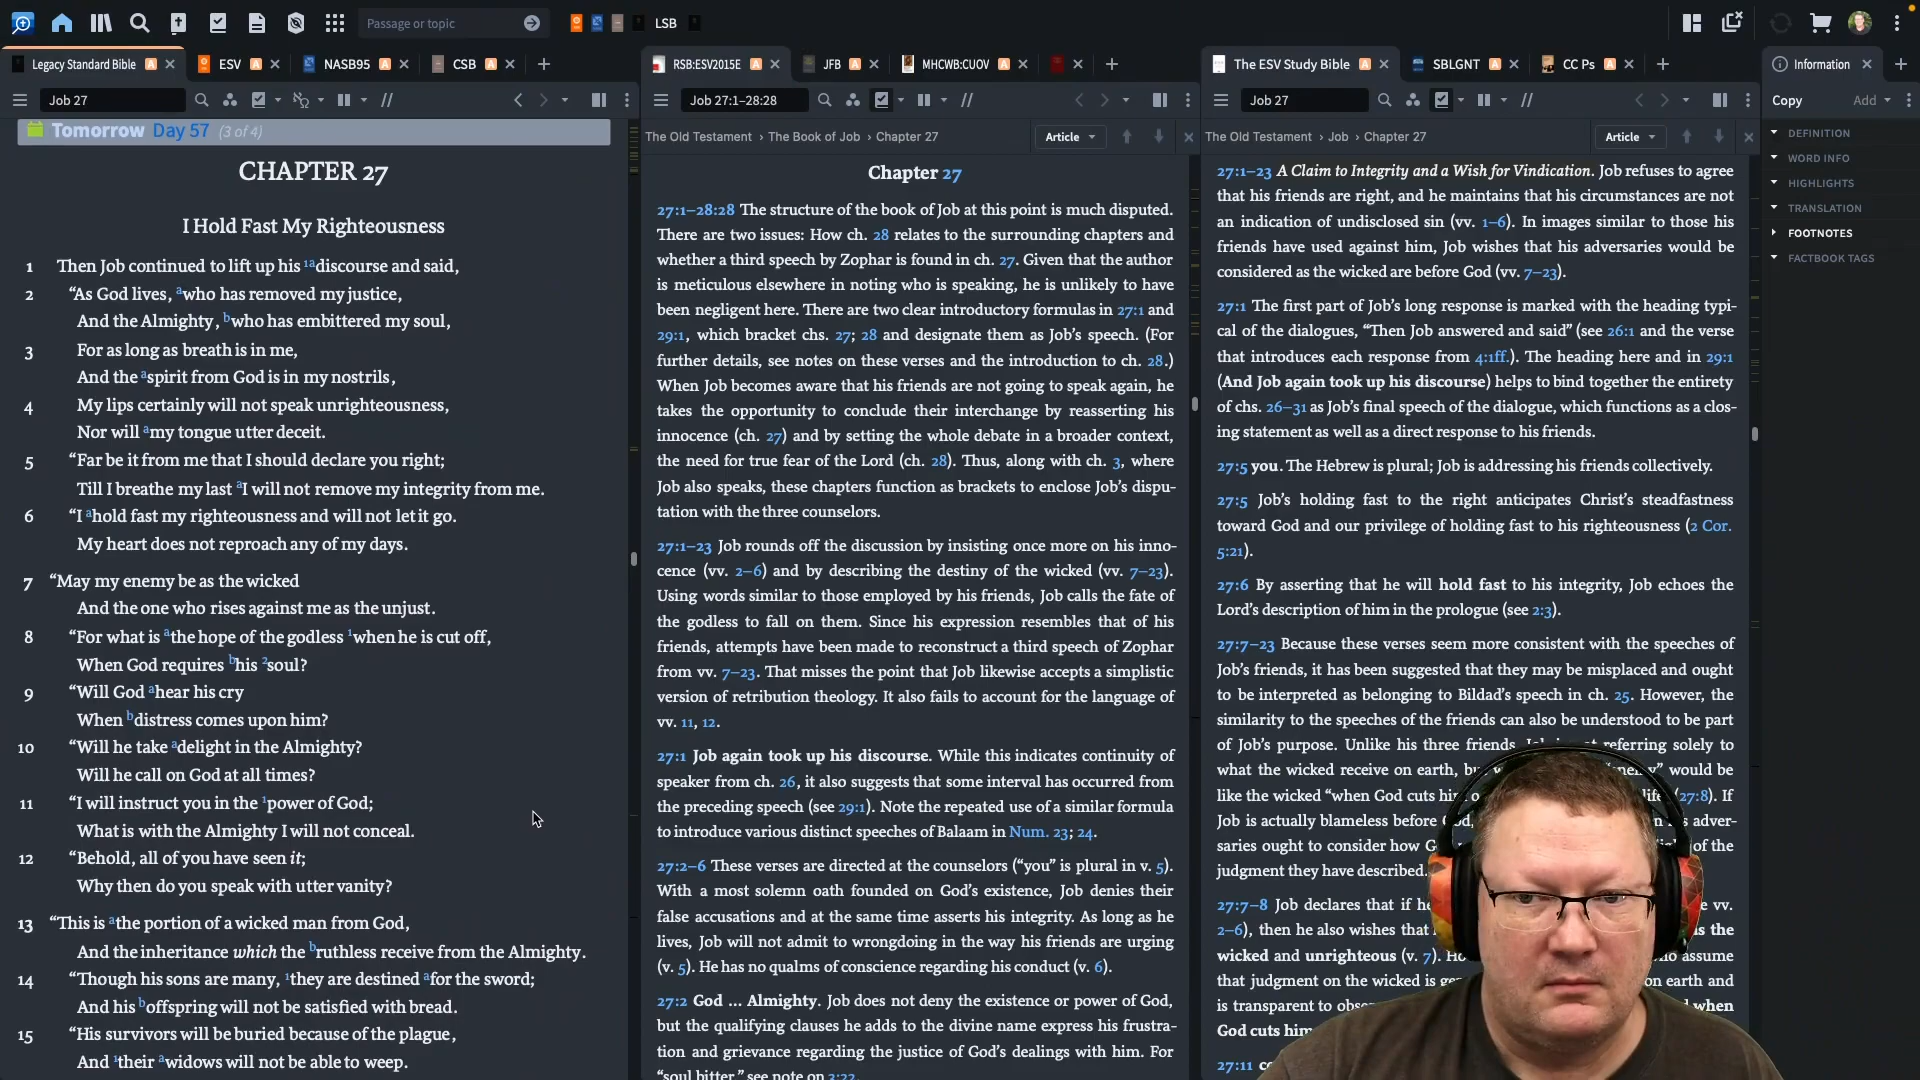 Passage or topic
LSB
Legacy Standard Bible A
ESV A
NASB95 A
CSB A
RSB:ESV2015E A
JFB A
MHCWB:CUOV A
The ESV Study Bible A
SBLGNT A
CC Ps A
Information
Job 27
Job 27:1–28:28
Job 27
Copy
Add
Tomorrow Day 57 (3 of 4)
CHAPTER 27
I Hold Fast My Righteousness
1 Then Job continued to lift up his 1adiscourse and said,
2 “As God lives, awho has removed my justice,
And the Almighty, bwho has embittered my soul,
3 For as long as breath is in me,
And the aspirit from God is in my nostrils,
4 My lips certainly will not speak unrighteousness,
Nor will amy tongue utter deceit.
5 “Far be it from me that I should declare you right;
Till I breathe my last aI will not remove my integrity from me.
6 “I ahold fast my righteousness and will not let it go.
My heart does not reproach any of my days.
7 “May my enemy be as the wicked
And the one who rises against me as the unjust.
8 “For what is athe hope of the godless 1when he is cut off,
When God requires bhis 2soul?
9 “Will God ahear his cry
When bdistress comes upon him?
10 “Will he take adelight in the Almighty?
Will he call on God at all times?
11 “I will instruct you in the 1power of God;
What is with the Almighty I will not conceal.
12 “Behold, all of you have seen it;
Why then do you speak with utter vanity?
13 “This is athe portion of a wicked man from God,
And the inheritance which the bruthless receive from the Almighty.
14 “Though his sons are many, 1they are destined afor the sword;
And his boffspring will not be satisfied with bread.
15 “His survivors will be buried because of the plague,
And 1their awidows will not be able to weep.
The Old Testament › The Book of Job › Chapter 27
Article
Chapter 27
27:1–28:28 The structure of the book of Job at this point is much disputed.
There are two issues: How ch. 28 relates to the surrounding chapters and
whether a third speech by Zophar is found in ch. 27. Given that the author
is meticulous elsewhere in noting who is speaking, he is unlikely to have
been negligent here. There are two clear introductory formulas in 27:1 and
29:1, which bracket chs. 27; 28 and designate them as Job’s speech. (For
further details, see notes on these verses and the introduction to ch. 28.)
When Job becomes aware that his friends are not going to speak again, he
takes the opportunity to conclude their interchange by reasserting his
innocence (ch. 27) and by setting the whole debate in a broader context,
the need for true fear of the Lord (ch. 28). Thus, along with ch. 3, where
Job also speaks, these chapters function as brackets to enclose Job’s dispu-
tation with the three counselors.
27:1–23 Job rounds off the discussion by insisting once more on his inno-
cence (vv. 2–6) and by describing the destiny of the wicked (vv. 7–23).
Using words similar to those employed by his friends, Job calls the fate of
the godless to fall on them. Since his expression resembles that of his
friends, attempts have been made to reconstruct a third speech of Zophar
from vv. 7–23. That misses the point that Job likewise accepts a simplistic
version of retribution theology. It also fails to account for the language of
vv. 11, 12.
27:1 Job again took up his discourse. While this indicates continuity of
speaker from ch. 26, it also suggests that some interval has occurred from
the preceding speech (see 29:1). Note the repeated use of a similar formula
to introduce various distinct speeches of Balaam in Num. 23; 24.
27:2–6 These verses are directed at the counselors (“you” is plural in v. 5).
With a most solemn oath founded on God’s existence, Job denies their
false accusations and at the same time asserts his integrity. As long as he
lives, Job will not admit to wrongdoing in the way his friends are urging
(v. 5). He has no qualms of conscience regarding his conduct (v. 6).
27:2 God ... Almighty. Job does not deny the existence or power of God,
but the qualifying clauses he adds to the divine name express his frustra-
tion and grievance regarding the justice of God’s dealings with him. For
“soul bitter,” see note on 3:22.
The Old Testament › Job › Chapter 27
Article
27:1–23 A Claim to Integrity and a Wish for Vindication. Job refuses to agree
that his friends are right, and he maintains that his circumstances are not
an indication of undisclosed sin (vv. 1–6). In images similar to those his
friends have used against him, Job wishes that his adversaries would be
considered as the wicked are before God (vv. 7–23).
27:1 The first part of Job’s long response is marked with the heading typi-
cal of the dialogues, “Then Job answered and said” (see 26:1 and the verse
that introduces each response from 4:1ff.). The heading here and in 29:1
(And Job again took up his discourse) helps to bind together the entirety
of chs. 26–31 as Job’s final speech of the dialogue, which functions as a clos-
ing statement as well as a direct response to his friends.
27:5 you. The Hebrew is plural; Job is addressing his friends collectively.
27:5 Job’s holding fast to the right anticipates Christ’s steadfastness
toward God and our privilege of holding fast to his righteousness (2 Cor.
5:21).
27:6 By asserting that he will hold fast to his integrity, Job echoes the
Lord’s description of him in the prologue (see 2:3).
27:7–23 Because these verses seem more consistent with the speeches of
Job’s friends, it has been suggested that they may be misplaced and ought
to be interpreted as belonging to Bildad’s speech in ch. 25. However, the
similarity to the speeches of the friends can also be understood to be part
of Job’s purpose. Unlike his three friends, Job is not referring solely to
what the wicked receive on earth, but “enemy” would be
like the wicked “when God cuts him life (27:8). If
Job is actually blameless before God, adver-
saries ought to consider how of the
judgment they have described.
27:7–8 Job declares that if he vv.
2–6), then he also wishes that is the
wicked and unrighteous (v. 7). assume
that judgment on the wicked is on earth and
is transparent to when
God cuts him
27:11
DEFINITION
WORD INFO
HIGHLIGHTS
TRANSLATION
FOOTNOTES
FACTBOOK TAGS